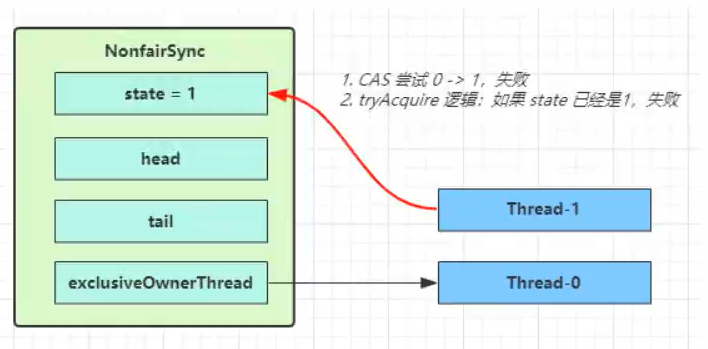 NonfairSync
state = 1
head
tail
exclusiveOwnerThread
1. CAS 尝试 0 -> 1，失败
2. tryAcquire 逻辑：如果 state 已经是1，失败
Thread-1
Thread-0